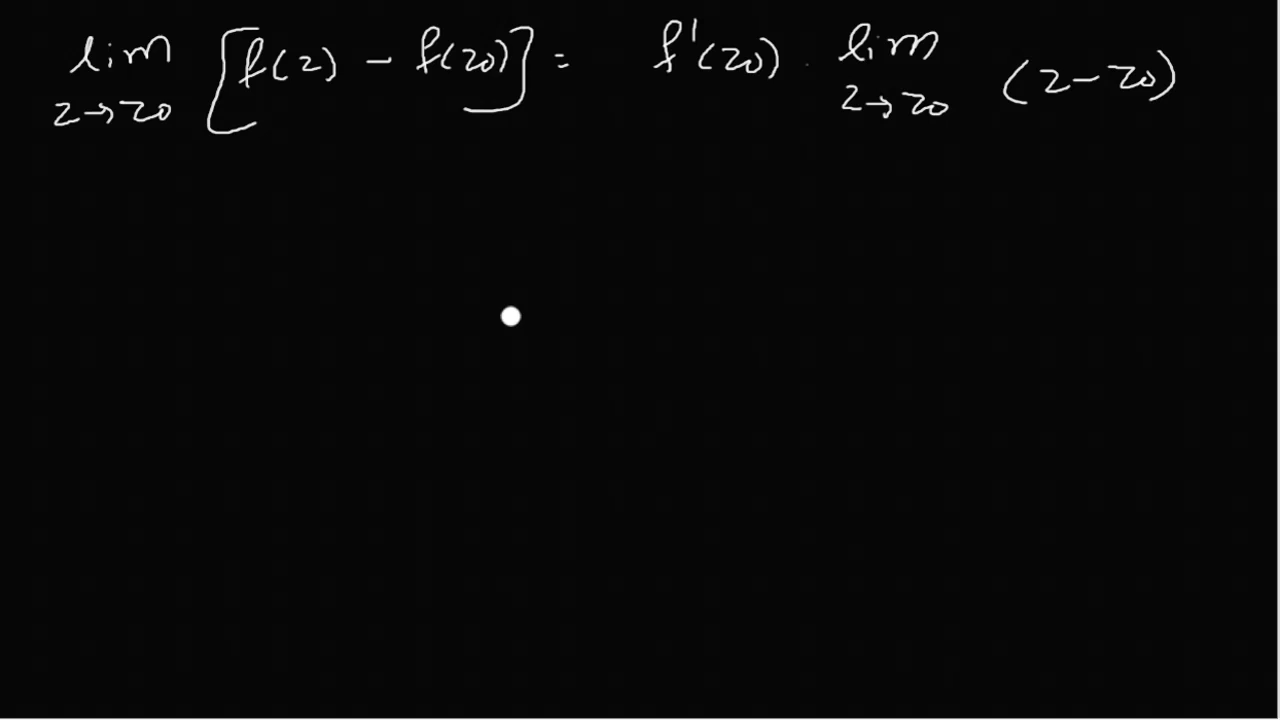 lim z→z0 [f(z) - f(z0)] = f'(z0) . lim z→z0 (z-z0)